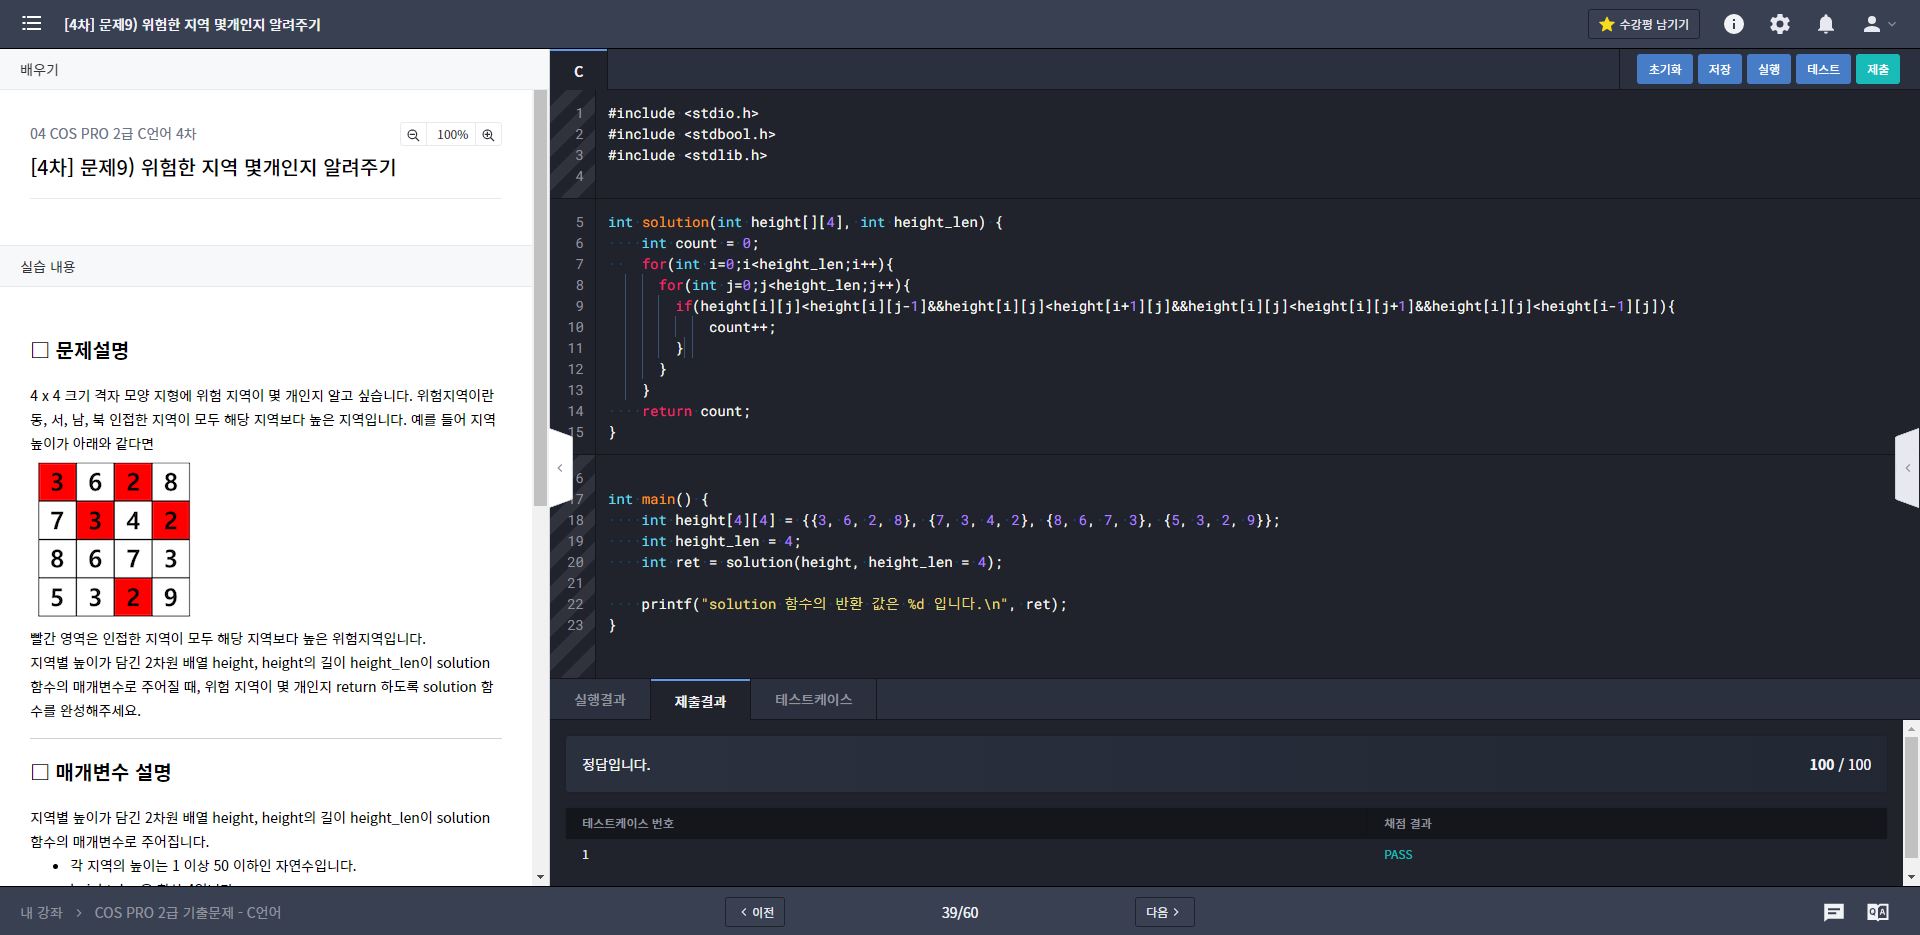 [4차] 문제9) 위험한 지역 몇개인지 알려주기
수강평 남기기
배우기
04 COS PRO 2급 C언어 4차
100%
[4차] 문제9) 위험한 지역 몇개인지 알려주기
실습 내용
□ 문제설명
4 x 4 크기 격자 모양 지형에 위험 지역이 몇 개인지 알고 싶습니다. 위험지역이란
동, 서, 남, 북 인접한 지역이 모두 해당 지역보다 높은 지역입니다. 예를 들어 지역
높이가 아래와 같다면
3 6 2 8
7 3 4 2
8 6 7 3
5 3 2 9
빨간 영역은 인접한 지역이 모두 해당 지역보다 높은 위험지역입니다.
지역별 높이가 담긴 2차원 배열 height, height의 길이 height_len이 solution
함수의 매개변수로 주어질 때, 위험 지역이 몇 개인지 return 하도록 solution 함
수를 완성해주세요.
□ 매개변수 설명
지역별 높이가 담긴 2차원 배열 height, height의 길이 height_len이 solution
함수의 매개변수로 주어집니다.
• 각 지역의 높이는 1 이상 50 이하인 자연수입니다.
C
초기화 저장 실행 테스트 제출
1 #include <stdio.h>
2 #include <stdbool.h>
3 #include <stdlib.h>
4
5 int solution(int height[][4], int height_len) {
6 int count = 0;
7 for(int i=0;i<height_len;i++){
8 for(int j=0;j<height_len;j++){
9 if(height[i][j]<height[i][j-1]&&height[i][j]<height[i+1][j]&&height[i][j]<height[i][j+1]&&height[i][j]<height[i-1][j]){
10 count++;
11 }
12 }
13 }
14 return count;
15 }
6
17 int main() {
18 int height[4][4] = {{3, 6, 2, 8}, {7, 3, 4, 2}, {8, 6, 7, 3}, {5, 3, 2, 9}};
19 int height_len = 4;
20 int ret = solution(height, height_len = 4);
21
22 printf("solution 함수의 반환 값은 %d 입니다.\n", ret);
23 }
실행결과 제출결과 테스트케이스
정답입니다. 100 / 100
테스트케이스 번호 채점 결과
1 PASS
내 강좌 > COS PRO 2급 기출문제 - C언어
< 이전 39/60 다음 >